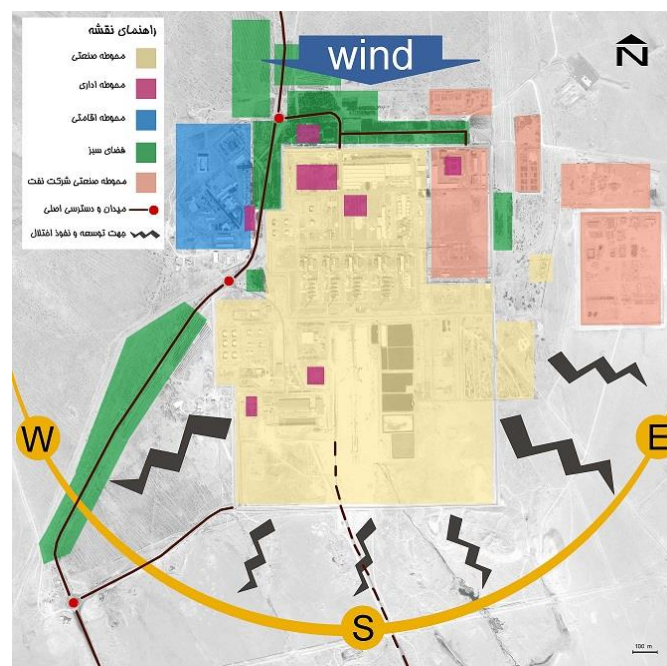 راهنمای نقشه
محوطه صنعتی
محوطه اداری
محوطه اقامتی
فضای سبز
محوطه صنعتی شرکت نفت
میدان و دسترسی اصلی
جهت توسعه و نفوذ اختلال
wind
N
W
E
S
100 m